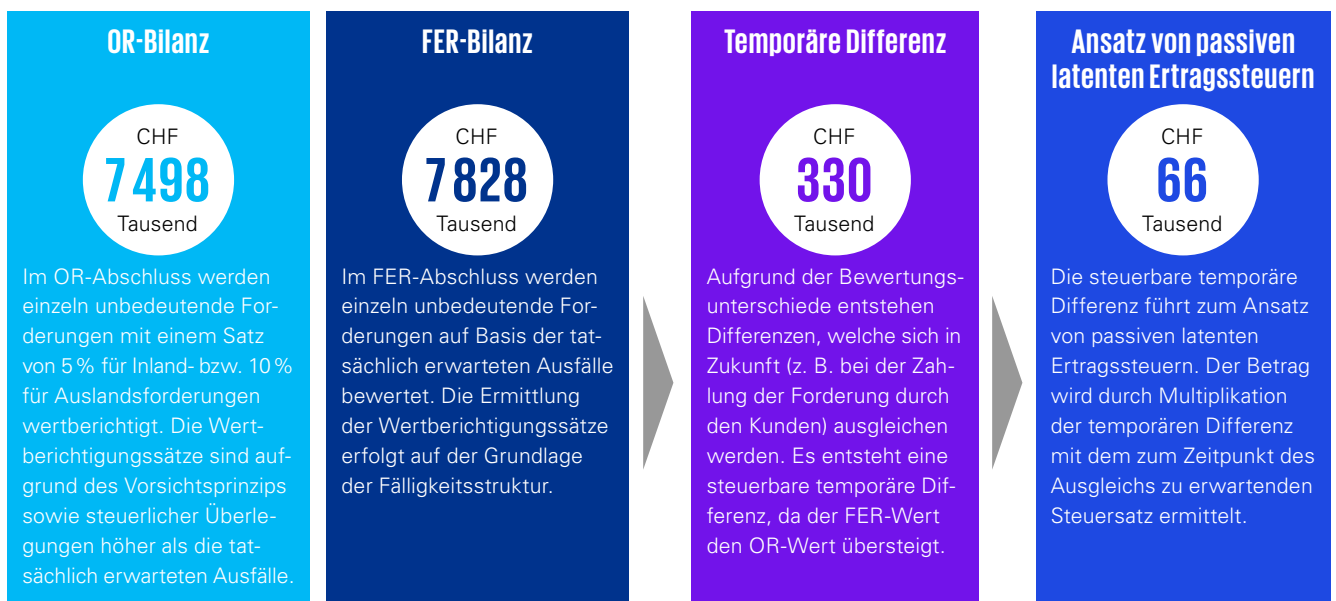 OR-Bilanz
CHF
7 498
Tausend
Im OR-Abschluss werden
einzeln unbedeutende For-
derungen mit einem Satz
von 5 % für Inland- bzw. 10 %
für Auslandsforderungen
wertberichtigt. Die Wert-
berichtigungssätze sind auf-
grund des Vorsichtsprinzips
sowie steuerlicher Überle-
gungen höher als die tat-
sächlich erwarteten Ausfälle.
FER-Bilanz
CHF
7 828
Tausend
Im FER-Abschluss werden
einzeln unbedeutende For-
derungen auf Basis der tat-
sächlich erwarteten Ausfälle
bewertet. Die Ermittlung
der Wertberichtigungssätze
erfolgt auf der Grundlage
der Fälligkeitsstruktur.
Temporäre Differenz
CHF
330
Tausend
Aufgrund der Bewertungs-
unterschiede entstehen
Differenzen, welche sich in
Zukunft (z. B. bei der Zah-
lung der Forderung durch
den Kunden) ausgleichen
werden. Es entsteht eine
steuerbare temporäre Dif-
ferenz, da der FER-Wert
den OR-Wert übersteigt.
Ansatz von passiven
latenten Ertragssteuern
CHF
66
Tausend
Die steuerbare temporäre
Differenz führt zum Ansatz
von passiven latenten
Ertragssteuern. Der Betrag
wird durch Multiplikation
der temporären Differenz
mit dem zum Zeitpunkt des
Ausgleichs zu erwartenden
Steuersatz ermittelt.